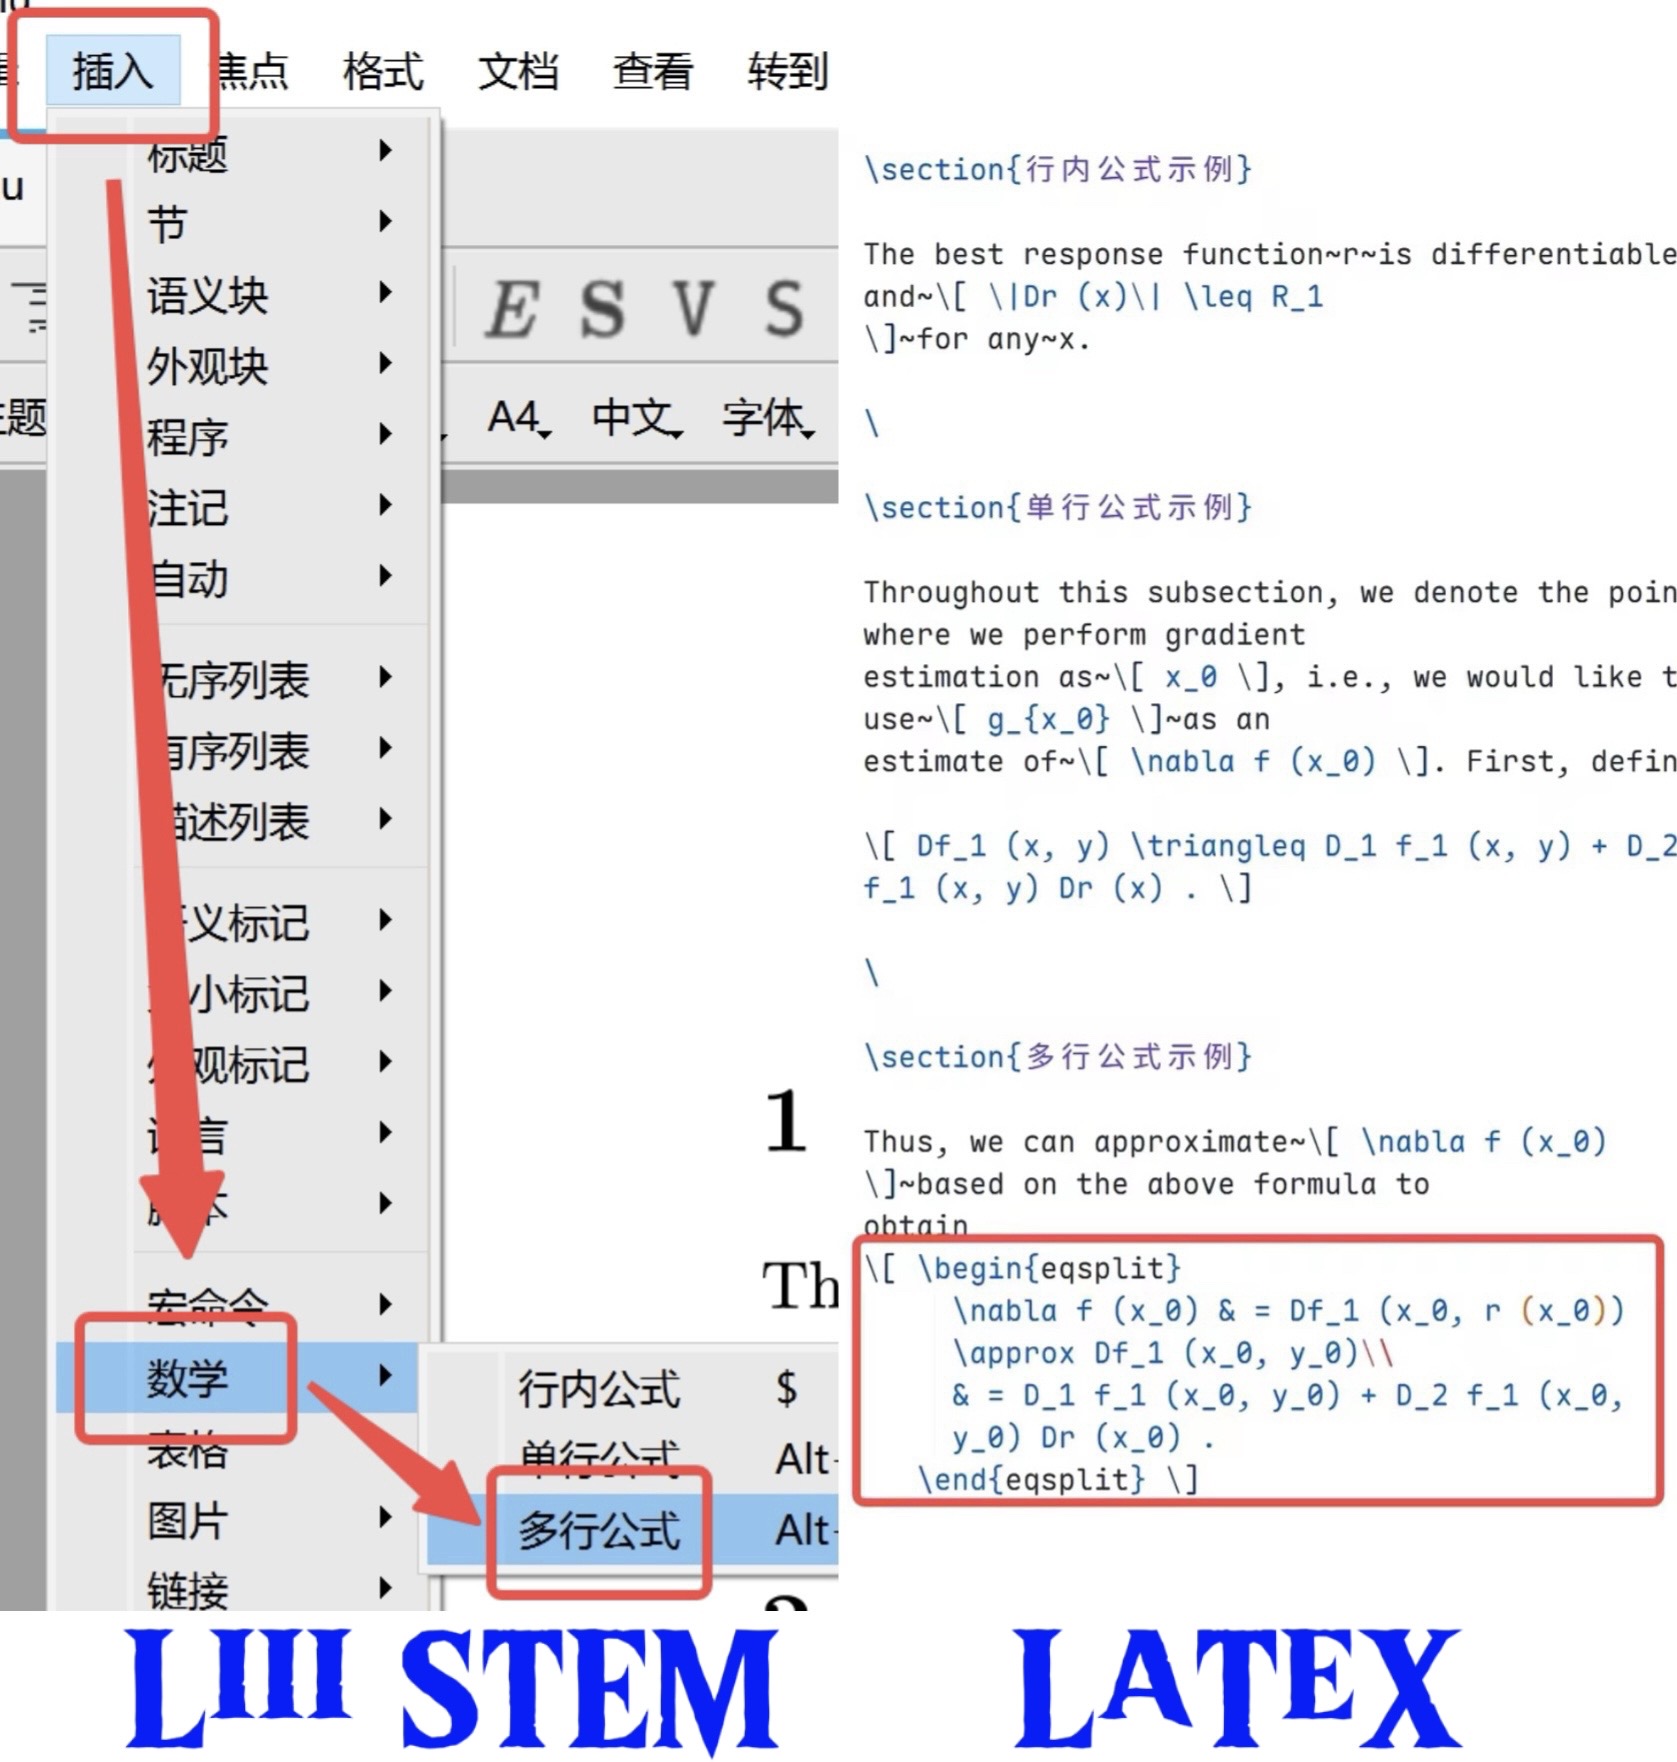 插入 焦点 格式 文档 查看 转到
标题
节
语义块
外观块
程序
注记
自动
无序列表
有序列表
描述列表
语义标记
大小标记
外观标记
语言
脚本
宏命令
数学
表格
图片
链接
行内公式 $
单行公式 Alt
多行公式 Alt
u
E S V S
主题
A4 中文 字体
1
Th
\section{行内公式示例}
The best response function~r~is differentiable
and~\[ \|Dr (x)\| \leq R_1
\]~for any~x.
\
\section{单行公式示例}
Throughout this subsection, we denote the poin
where we perform gradient
estimation as~\[ x_0 \], i.e., we would like t
use~\[ g_{x_0} \]~as an
estimate of~\[ \nabla f (x_0) \]. First, defin
\[ Df_1 (x, y) \triangleq D_1 f_1 (x, y) + D_2
f_1 (x, y) Dr (x) . \]
\
\section{多行公式示例}
Thus, we can approximate~\[ \nabla f (x_0)
\]~based on the above formula to
obtain
\[ \begin{eqsplit}
\nabla f (x_0) & = Df_1 (x_0, r (x_0))
\approx Df_1 (x_0, y_0)\\
& = D_1 f_1 (x_0, y_0) + D_2 f_1 (x_0,
y_0) Dr (x_0) .
\end{eqsplit} \]
LIII STEM
LATEX